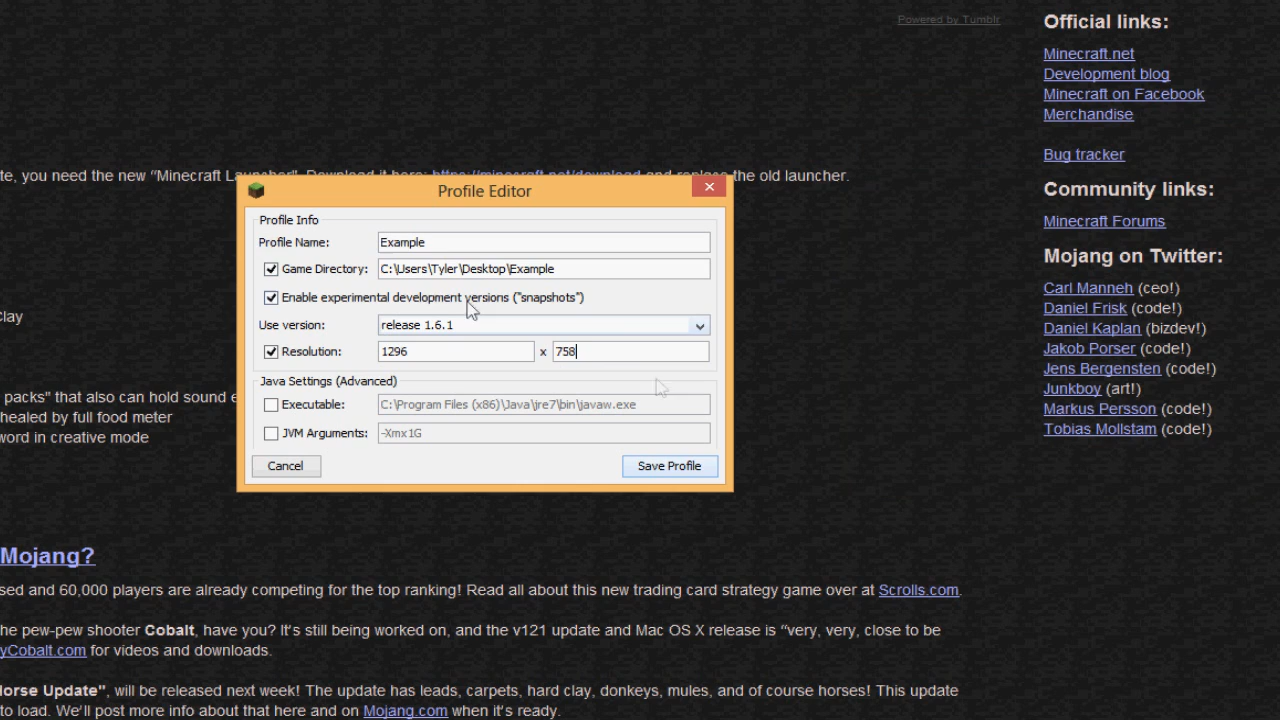 Powered by Tumblr
Official links:
Minecraft.net
Development blog
Minecraft on Facebook
Merchandise
Bug tracker
Community links:
Minecraft Forums
Mojang on Twitter:
Carl Manneh (ceo!)
Daniel Frisk (code!)
Daniel Kaplan (bizdev!)
Jakob Porser (code!)
Jens Bergensten (code!)
Junkboy (art!)
Markus Persson (code!)
Tobias Mollstam (code!)
te, you need the new "Minecraft Launcher". Download it here: https://minecraft.net/download and replace the old launcher.
Profile Editor
Profile Info
Profile Name: Example
Game Directory: C:\Users\Tyler\Desktop\Example
Enable experimental development versions ("snapshots")
Use version: release 1.6.1
Resolution: 1296 x 758
Java Settings (Advanced)
Executable: C:\Program Files (x86)\Java\jre7\bin\javaw.exe
JVM Arguments: -Xmx1G
Cancel Save Profile
Clay
packs" that also can hold sound e
healed by full food meter
word in creative mode
Mojang?
sed and 60,000 players are already competing for the top ranking! Read all about this new trading card strategy game over at Scrolls.com.
he pew-pew shooter Cobalt, have you? It's still being worked on, and the v121 update and Mac OS X release is "very, very, close to be
yCobalt.com for videos and downloads.
Horse Update", will be released next week! The update has leads, carpets, hard clay, donkeys, mules, and of course horses! This update
to load. We'll post more info about that here and on Mojang.com when it's ready.